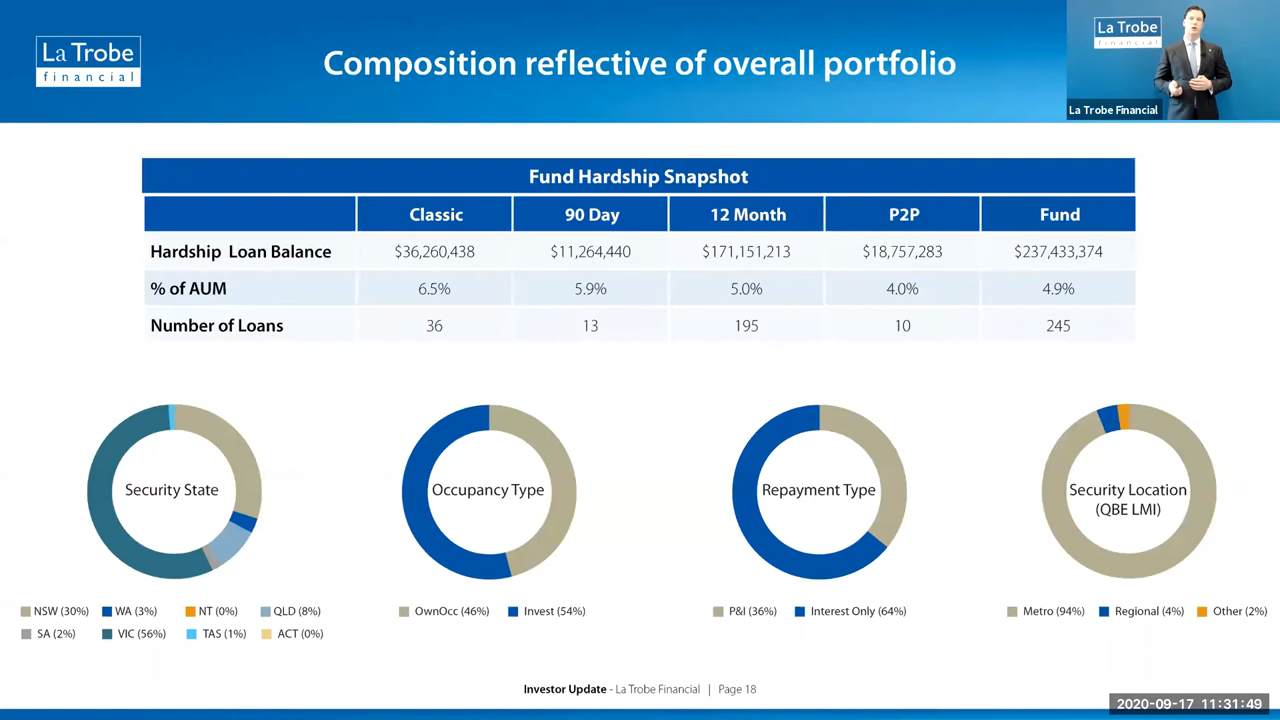 La Trobe
financial
Composition reflective of overall portfolio
La Trobe
financial
La Trobe Financial
Fund Hardship Snapshot
Classic 90 Day 12 Month P2P Fund
Hardship Loan Balance $36,260,438 $11,264,440 $171,151,213 $18,757,283 $237,433,374
% of AUM 6.5% 5.9% 5.0% 4.0% 4.9%
Number of Loans 36 13 195 10 245
Security State
Occupancy Type
Repayment Type
Security Location
(QBE LMI)
NSW (30%) WA (3%) NT (0%) QLD (8%)
SA (2%) VIC (56%) TAS (1%) ACT (0%)
OwnOcc (46%) Invest (54%)
P&I (36%) Interest Only (64%)
Metro (94%) Regional (4%) Other (2%)
Investor Update - La Trobe Financial | Page 18
2020-09-17 11:31:49